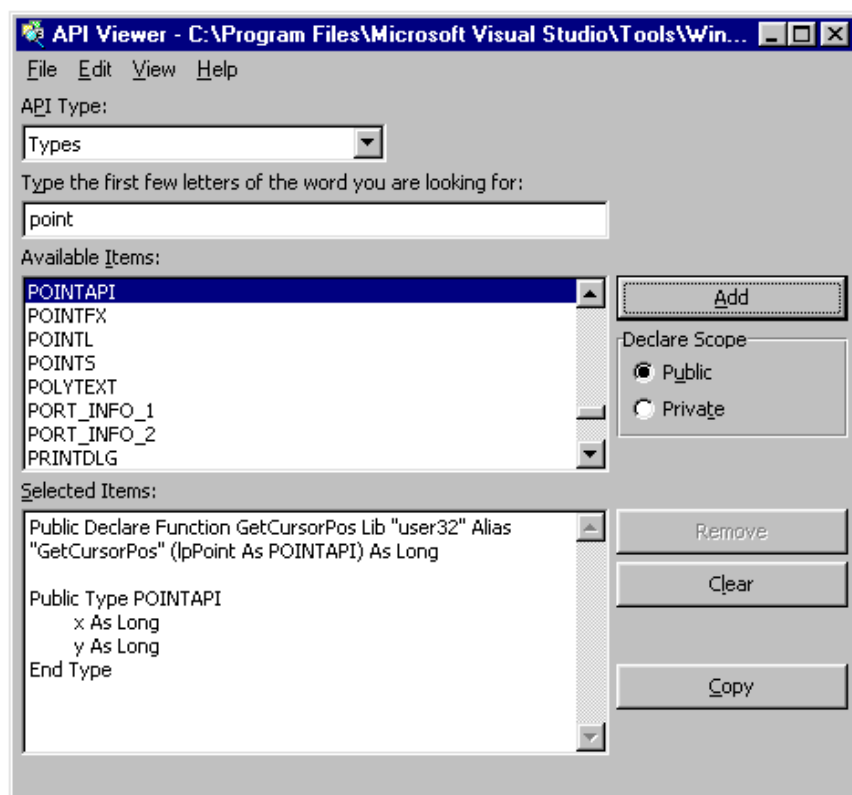 API Viewer - C:\Program Files\Microsoft Visual Studio\Tools\Win...
File Edit View Help
API Type:
Types
Type the first few letters of the word you are looking for:
point
Available Items:
POINTAPI
POINTFX
POINTL
POINTS
POLYTEXT
PORT_INFO_1
PORT_INFO_2
PRINTDLG
Add
Declare Scope
Public
Private
Selected Items:
Public Declare Function GetCursorPos Lib "user32" Alias
"GetCursorPos" (lpPoint As POINTAPI) As Long
Public Type POINTAPI
x As Long
y As Long
End Type
Remove
Clear
Copy